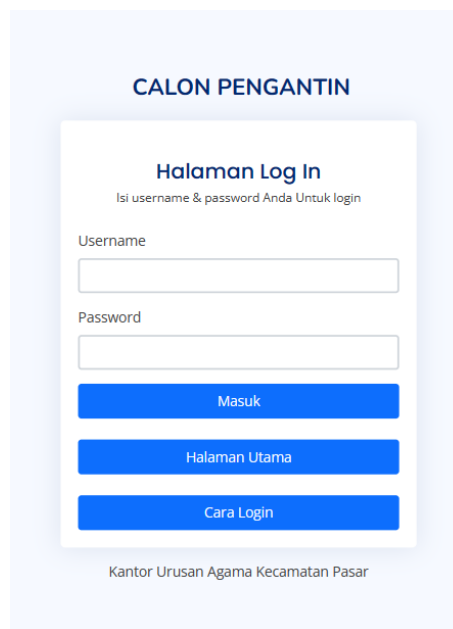 CALON PENGANTIN
Halaman Log In
Isi username & password Anda Untuk login
Username
Password
Masuk
Halaman Utama
Cara Login
Kantor Urusan Agama Kecamatan Pasar